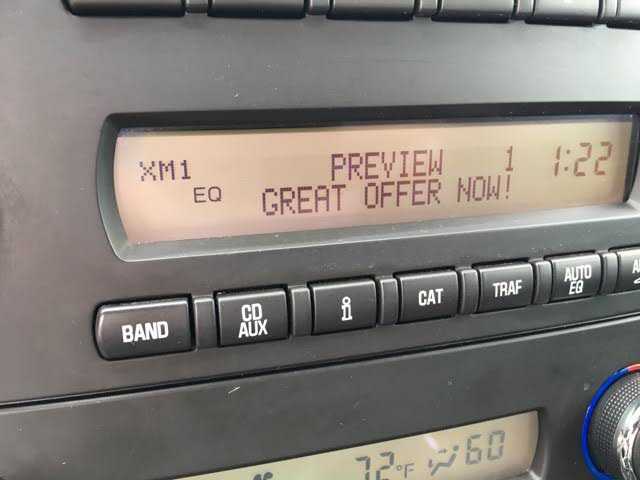 XM1 PREVIEW 1 1:22
EQ GREAT OFFER NOW!
BAND
CD
AUX
i
CAT
TRAF
AUTO
EQ
72°F 60